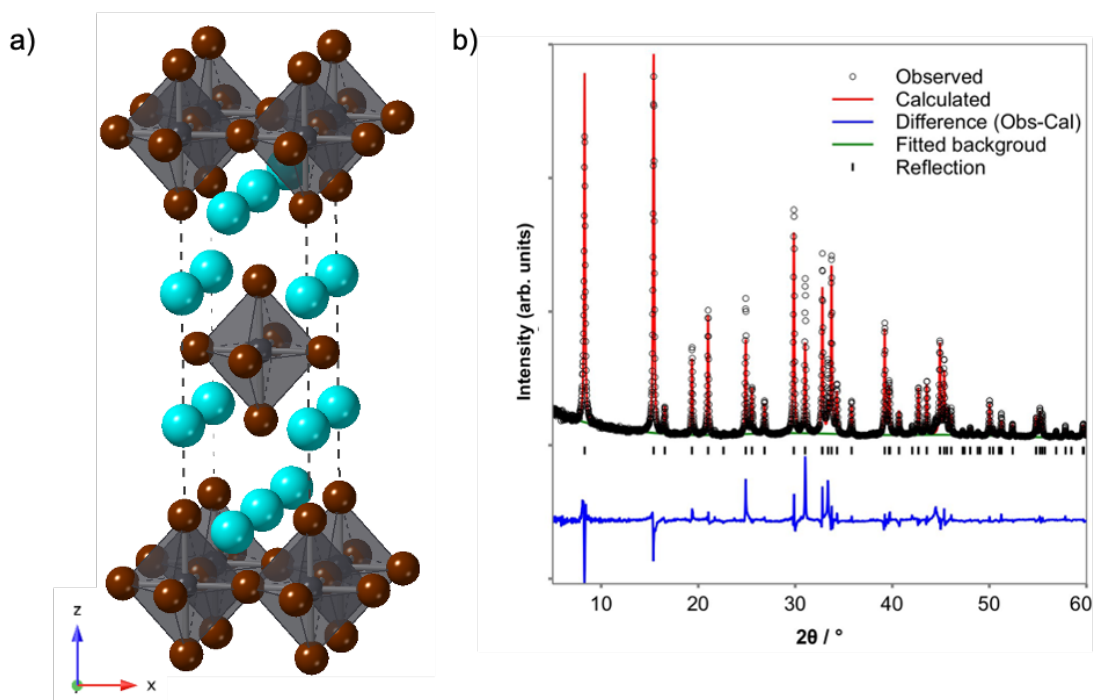 a)
z
x
b)
Observed
Calculated
Difference (Obs-Cal)
Fitted backgroud
Reflection
Intensity (arb. units)
10 20 30 40 50 60
2θ / °